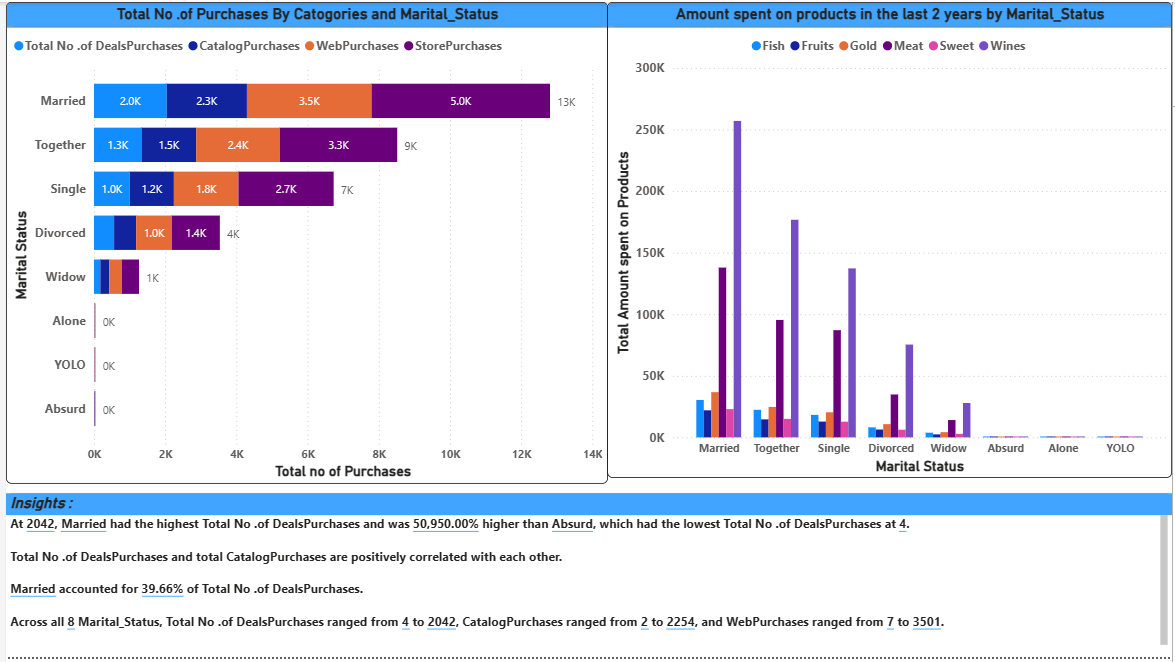 Total No .of Purchases By Catogories and Marital_Status
Total No .of DealsPurchases CatalogPurchases WebPurchases StorePurchases
Marital Status
Married 2.0K 2.3K 3.5K 5.0K 13K
Together 1.3K 1.5K 2.4K 3.3K 9K
Single 1.0K 1.2K 1.8K 2.7K 7K
Divorced 1.0K 1.4K 4K
Widow 1K
Alone 0K
YOLO 0K
Absurd 0K
0K 2K 4K 6K 8K 10K 12K 14K
Total no of Purchases
Amount spent on products in the last 2 years by Marital_Status
Fish Fruits Gold Meat Sweet Wines
Total Amount spent on Products
300K
250K
200K
150K
100K
50K
0K
Married Together Single Divorced Widow Absurd Alone YOLO
Marital Status
Insights :
At 2042, Married had the highest Total No .of DealsPurchases and was 50,950.00% higher than Absurd, which had the lowest Total No .of DealsPurchases at 4.
Total No .of DealsPurchases and total CatalogPurchases are positively correlated with each other.
Married accounted for 39.66% of Total No .of DealsPurchases.
Across all 8 Marital_Status, Total No .of DealsPurchases ranged from 4 to 2042, CatalogPurchases ranged from 2 to 2254, and WebPurchases ranged from 7 to 3501.